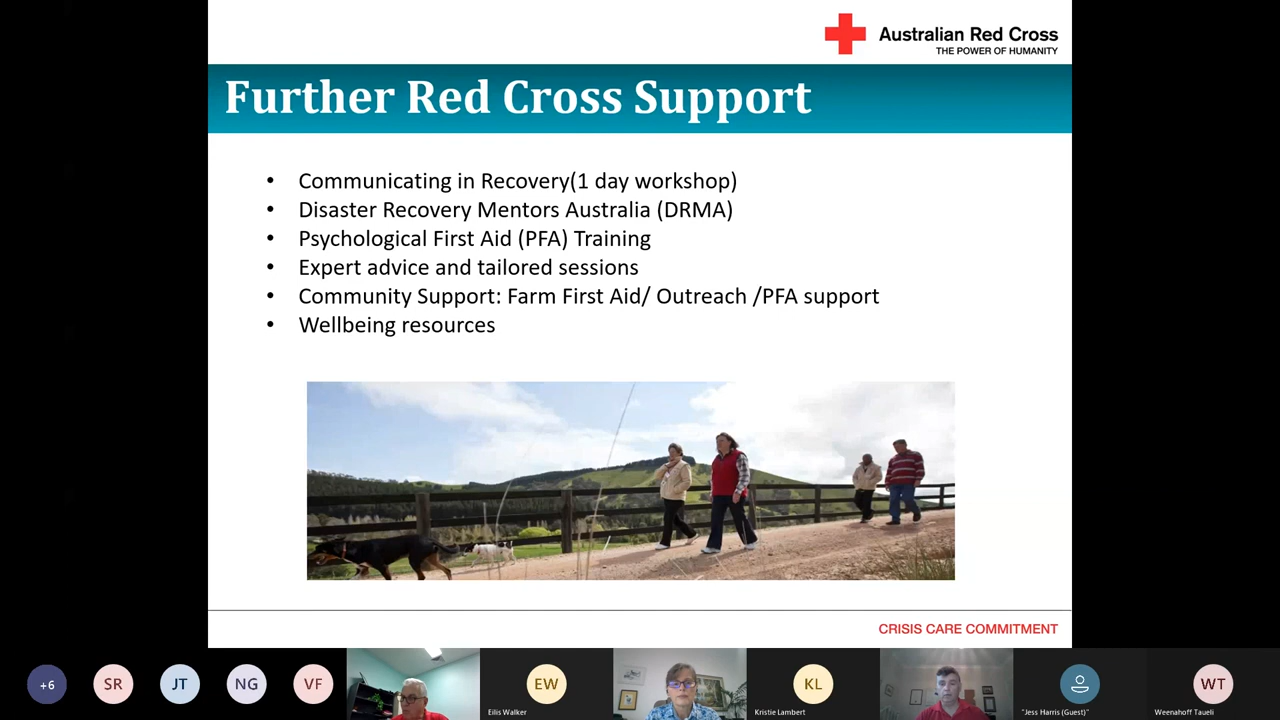 Australian Red Cross
THE POWER OF HUMANITY
Further Red Cross Support
• Communicating in Recovery(1 day workshop)
• Disaster Recovery Mentors Australia (DRMA)
• Psychological First Aid (PFA) Training
• Expert advice and tailored sessions
• Community Support: Farm First Aid/ Outreach /PFA support
• Wellbeing resources
CRISIS CARE COMMITMENT
+6
SR
JT
NG
VF
EW
KL
WT
Eilis Walker
Kristie Lambert
"Jess Harris (Guest)"
Weenahoff Taueli